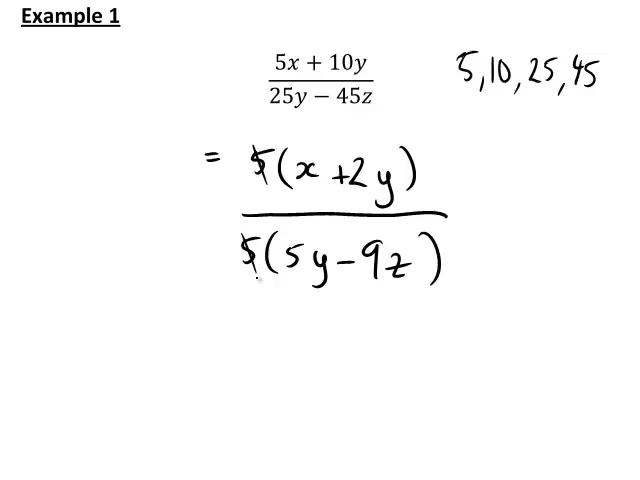 Example 1
5x + 10y
25y − 45z
5, 10, 25, 45
= 5(x + 2y)
5(5y − 9z)